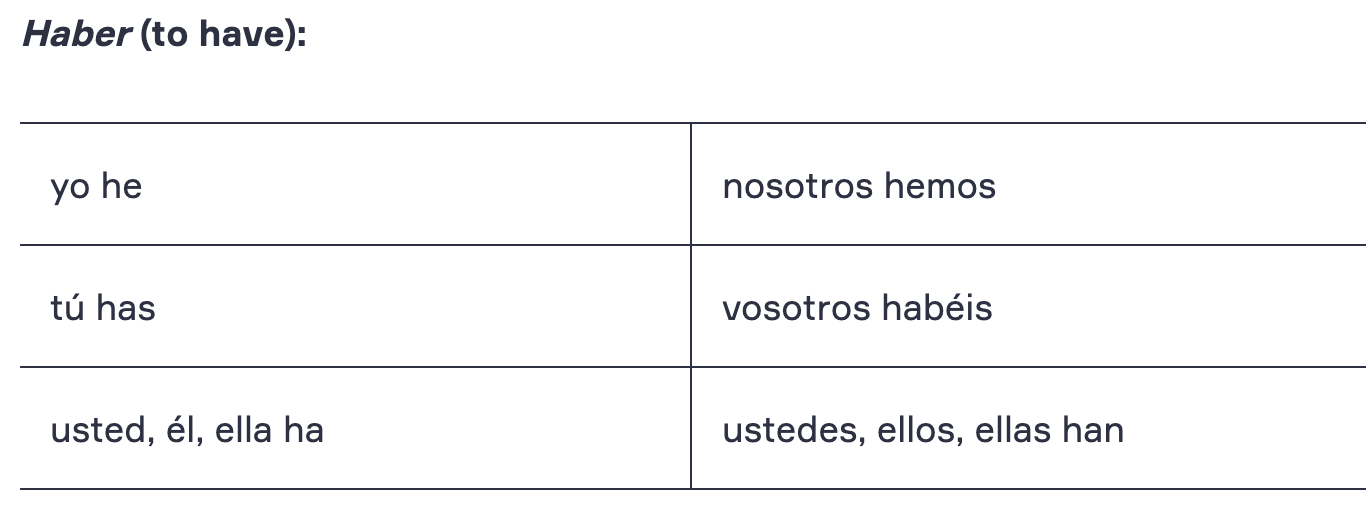 Haber (to have):
yo he
nosotros hemos
tú has
vosotros habéis
usted, él, ella ha
ustedes, ellos, ellas han